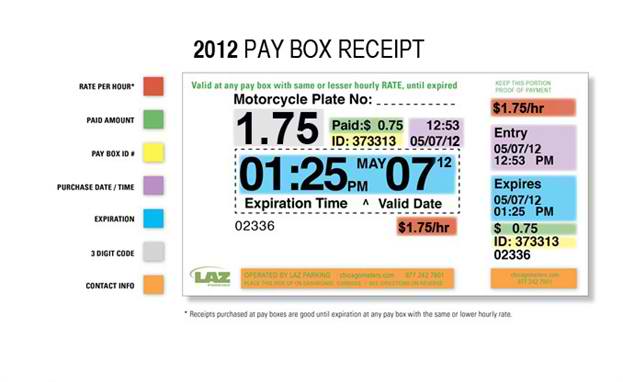 2012 PAY BOX RECEIPT
RATE PER HOUR*
PAID AMOUNT
PAY BOX ID #
PURCHASE DATE / TIME
EXPIRATION
3 DIGIT CODE
CONTACT INFO
Valid at any pay box with same or lesser hourly RATE, until expired
Motorcycle Plate No:
1.75
Paid:$ 0.75 12:53
ID: 373313 05/07/12
01:25 PM MAY 07 12
Expiration Time ^ Valid Date
02336
$1.75/hr
LAZ
PARKING
OPERATED BY LAZ PARKING chicagometers.com 877 242 7901
PLACE THIS SIDE UP ON DASHBOARD, CURBSIDE / SEE DIRECTIONS ON REVERSE
KEEP THIS PORTION
PROOF OF PAYMENT
$1.75/hr
Entry
05/07/12
12:53 PM
Expires
05/07/12
01:25 PM
$ 0.75
ID: 373313
02336
chicagometers.com
877 242 7901
* Receipts purchased at pay boxes are good until expiration at any pay box with the same or lower hourly rate.